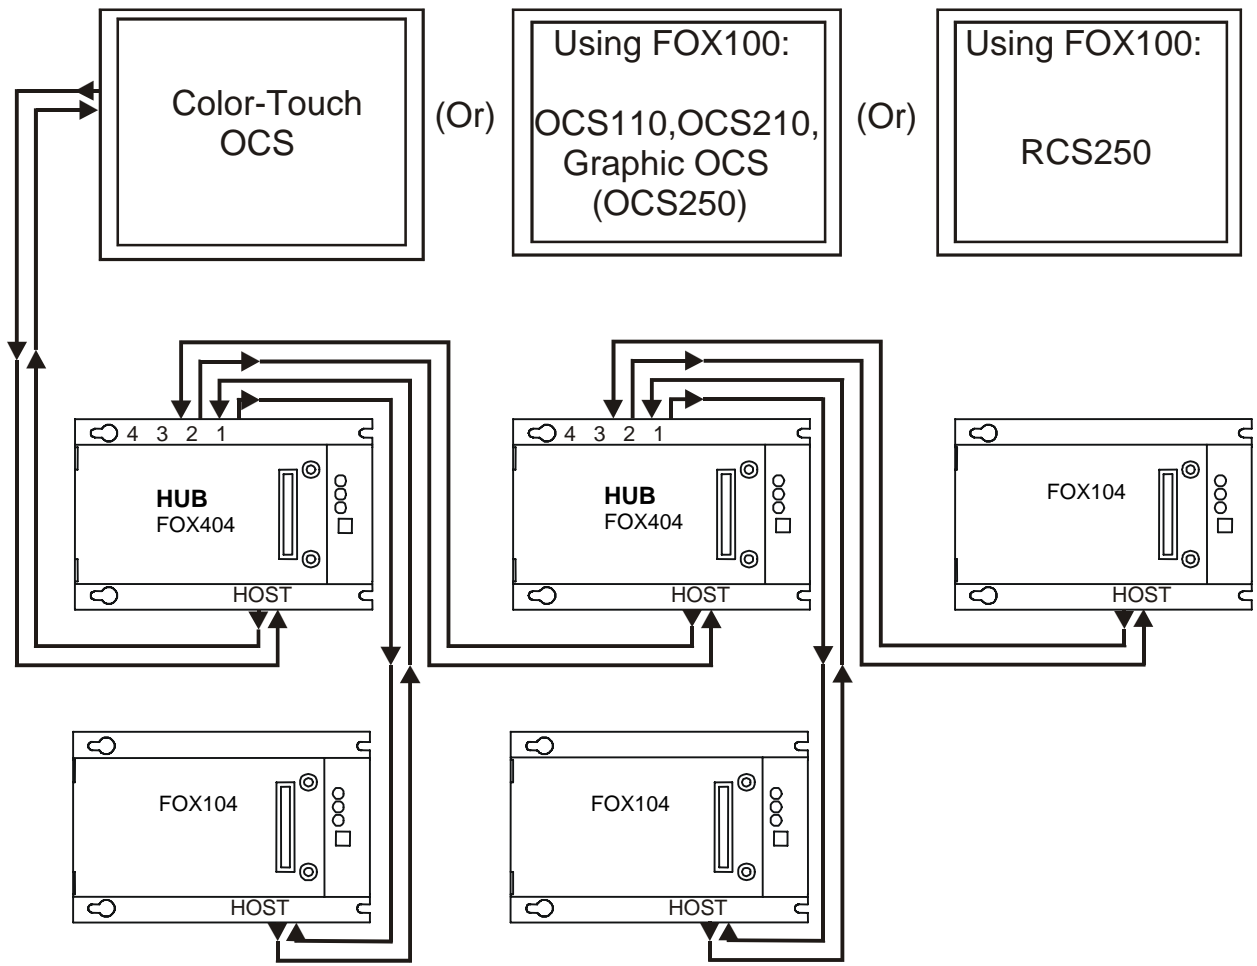 Color-Touch
OCS
(Or)
Using FOX100:
OCS110,OCS210,
Graphic OCS
(OCS250)
(Or)
Using FOX100:
RCS250
4 3 2 1
HUB
FOX404
HOST
4 3 2 1
HUB
FOX404
HOST
FOX104
HOST
FOX104
HOST
FOX104
HOST